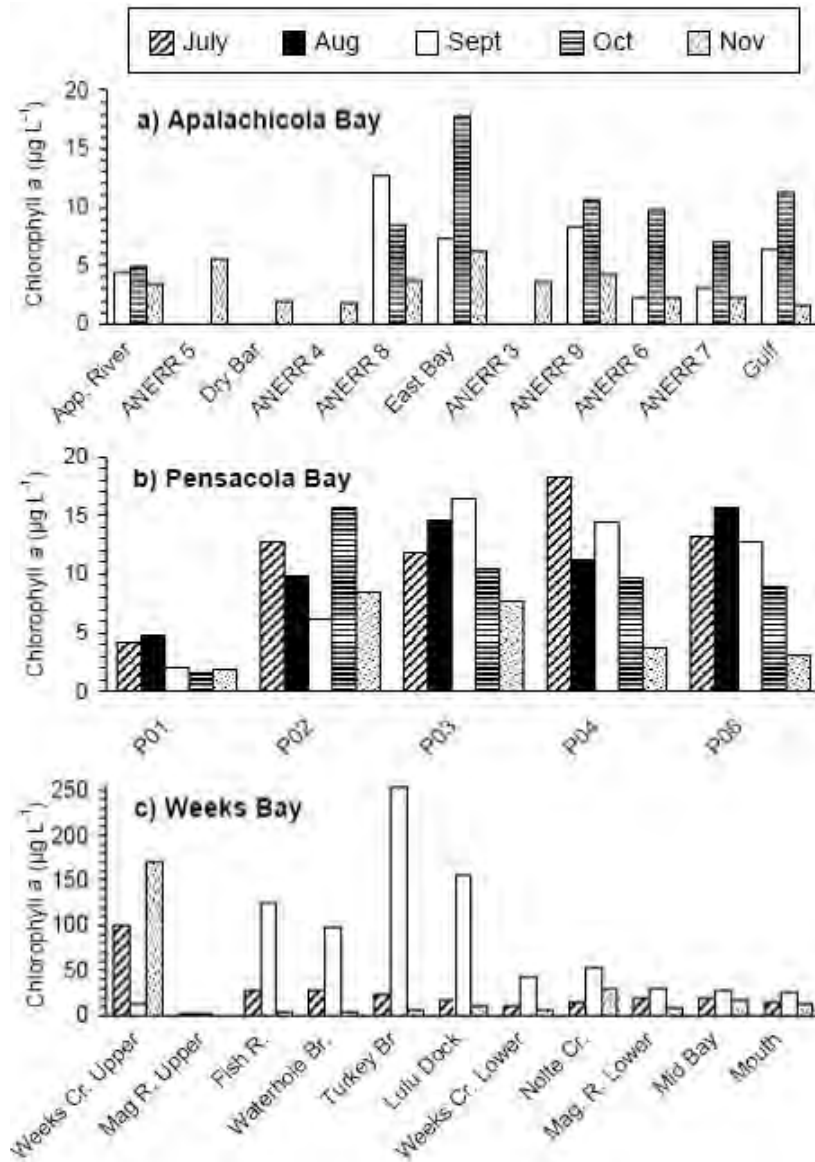 July Aug Sept Oct Nov
a) Apalachicola Bay
Chlorophyll a (µg L-1)
20
15
10
5
0
App. River
ANERR 5
Dry Bar
ANERR 4
ANERR 8
East Bay
ANERR 3
ANERR 9
ANERR 6
ANERR 7
Gulf
b) Pensacola Bay
Chlorophyll a (µg L-1)
20
15
10
5
0
P01
P02
P03
P04
P06
c) Weeks Bay
Chlorophyll a (µg L-1)
250
200
150
100
50
0
Weeks Cr. Upper
Mag R. Upper
Fish R.
Waterhole Br.
Turkey Br
Lulu Dock
Weeks Cr. Lower
Nolte Cr.
Mag. R. Lower
Mid Bay
Mouth